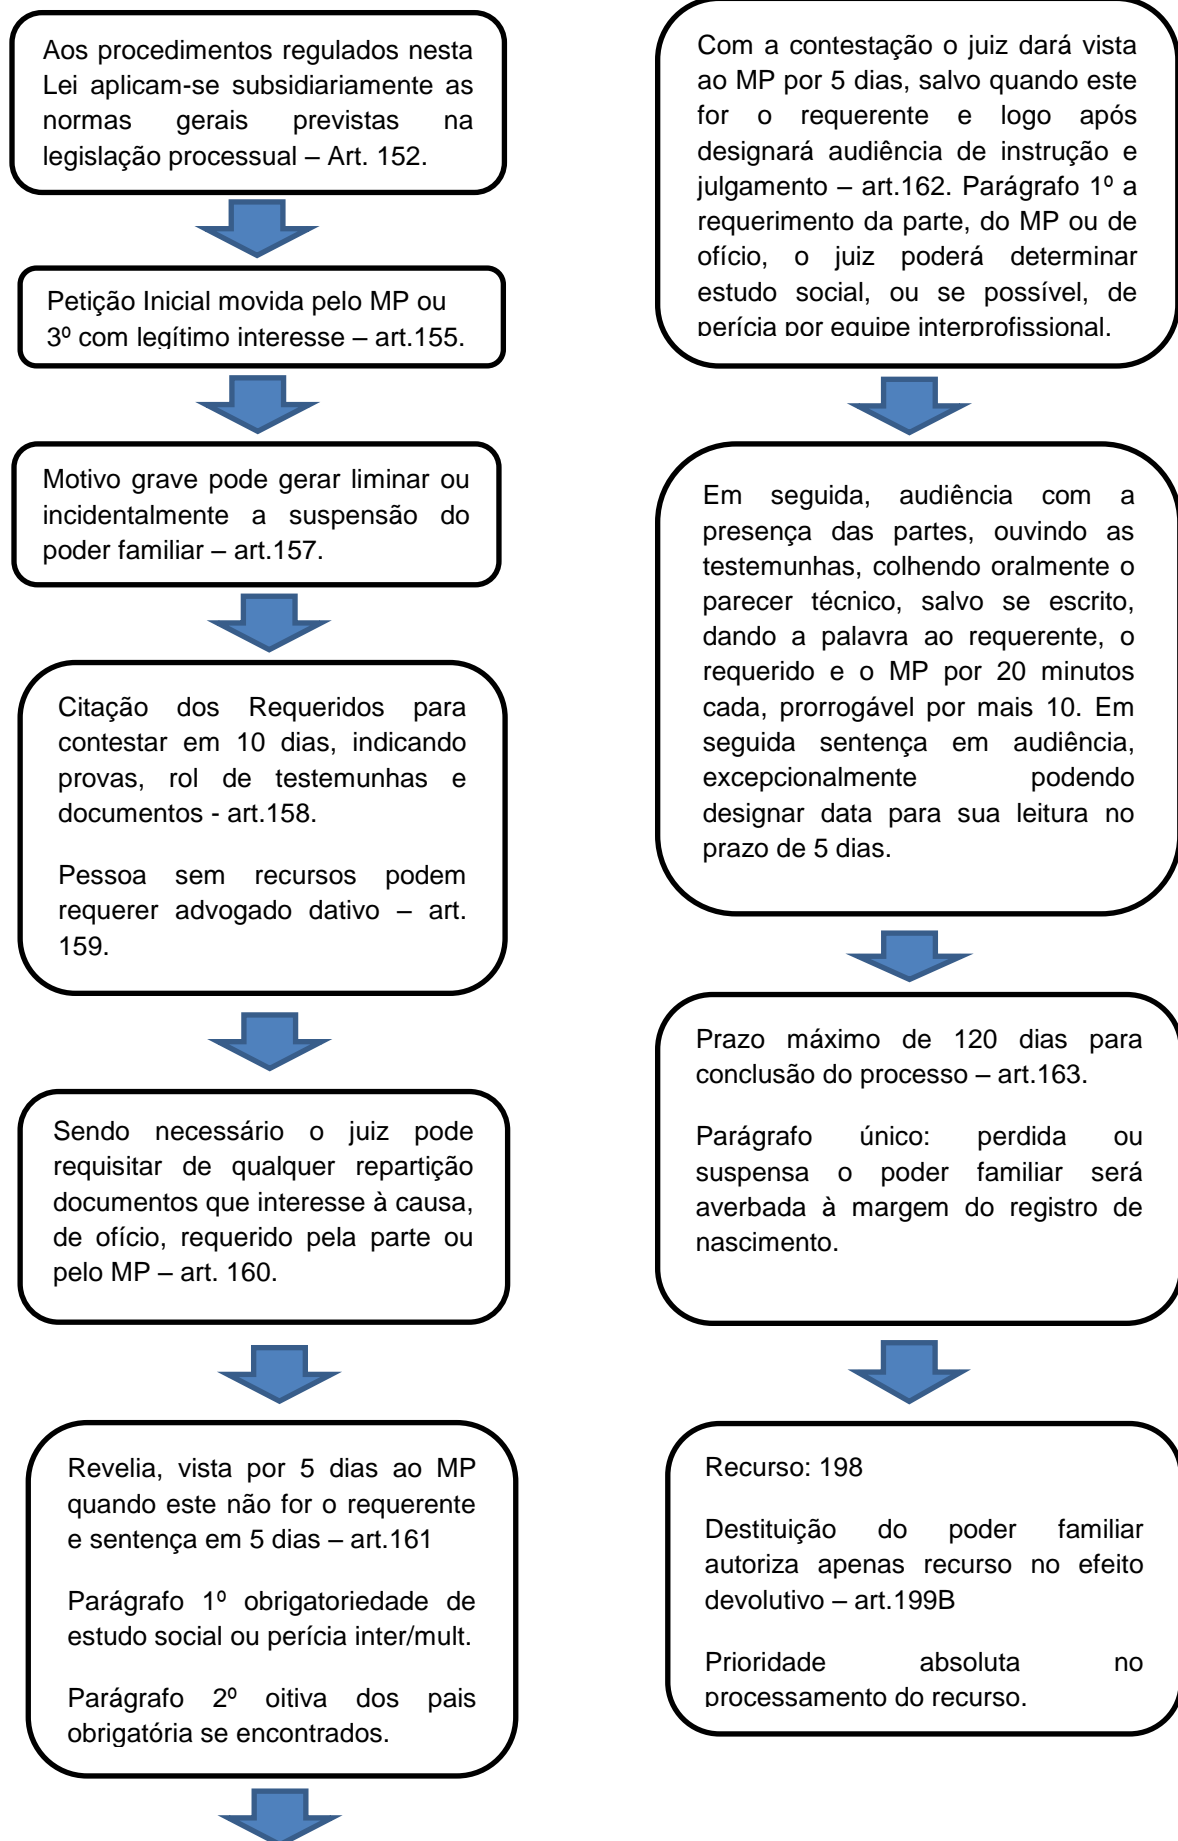 Aos procedimentos regulados nesta
Lei aplicam-se subsidiariamente as
normas gerais previstas na
legislação processual – Art. 152.
Petição Inicial movida pelo MP ou
3º com legítimo interesse – art.155.
Motivo grave pode gerar liminar ou
incidentalmente a suspensão do
poder familiar – art.157.
Citação dos Requeridos para
contestar em 10 dias, indicando
provas, rol de testemunhas e
documentos - art.158.
Pessoa sem recursos podem
requerer advogado dativo – art.
159.
Sendo necessário o juiz pode
requisitar de qualquer repartição
documentos que interesse à causa,
de ofício, requerido pela parte ou
pelo MP – art. 160.
Revelia, vista por 5 dias ao MP
quando este não for o requerente
e sentença em 5 dias – art.161
Parágrafo 1º obrigatoriedade de
estudo social ou perícia inter/mult.
Parágrafo 2º oitiva dos pais
obrigatória se encontrados.
Com a contestação o juiz dará vista
ao MP por 5 dias, salvo quando este
for o requerente e logo após
designará audiência de instrução e
julgamento – art.162. Parágrafo 1º a
requerimento da parte, do MP ou de
ofício, o juiz poderá determinar
estudo social, ou se possível, de
perícia por equipe interprofissional.
Em seguida, audiência com a
presença das partes, ouvindo as
testemunhas, colhendo oralmente o
parecer técnico, salvo se escrito,
dando a palavra ao requerente, o
requerido e o MP por 20 minutos
cada, prorrogável por mais 10. Em
seguida sentença em audiência,
excepcionalmente podendo
designar data para sua leitura no
prazo de 5 dias.
Prazo máximo de 120 dias para
conclusão do processo – art.163.
Parágrafo único: perdida ou
suspensa o poder familiar será
averbada à margem do registro de
nascimento.
Recurso: 198
Destituição do poder familiar
autoriza apenas recurso no efeito
devolutivo – art.199B
Prioridade absoluta no
processamento do recurso.